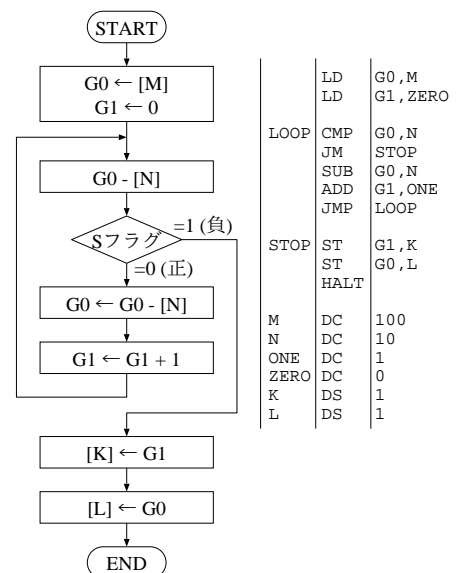 START
G0 ← [M]
G1 ← 0
G0 - [N]
Sフラグ
=1 (負)
=0 (正)
G0 ← G0 - [N]
G1 ← G1 + 1
[K] ← G1
[L] ← G0
END
LD G0,M
LD G1,ZERO
LOOP CMP G0,N
JM STOP
SUB G0,N
ADD G1,ONE
JMP LOOP
STOP ST G1,K
ST G0,L
HALT
M DC 100
N DC 10
ONE DC 1
ZERO DC 0
K DS 1
L DS 1